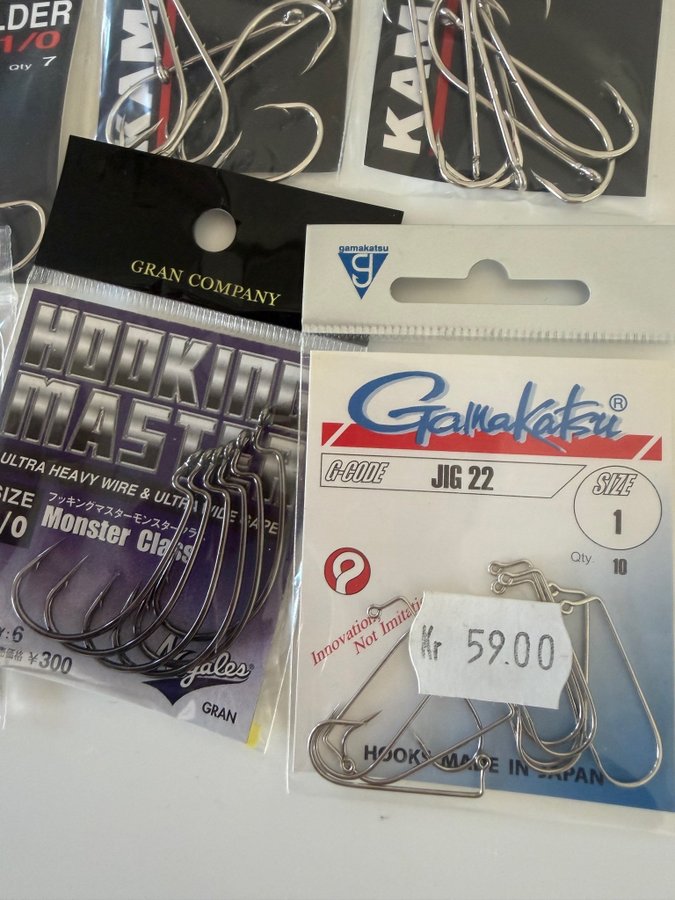 LDER
1/0
Qty 7
KAM
KAM
GRAN COMPANY
HOOKING
MASTER
ULTRA HEAVY WIRE & ULTRA WIDE GAPE
SIZE
/0
フッキングマスターモンスタークラ
Monster Class
入: 6
¥300
Nogales®
GRAN
gamakatsu
g
Gamakatsu®
G-CODE
JIG 22
SIZE
1
Qty.
10
Innovation,
Not Imitati
Kr 59.00
HOOKS MADE IN JAPAN